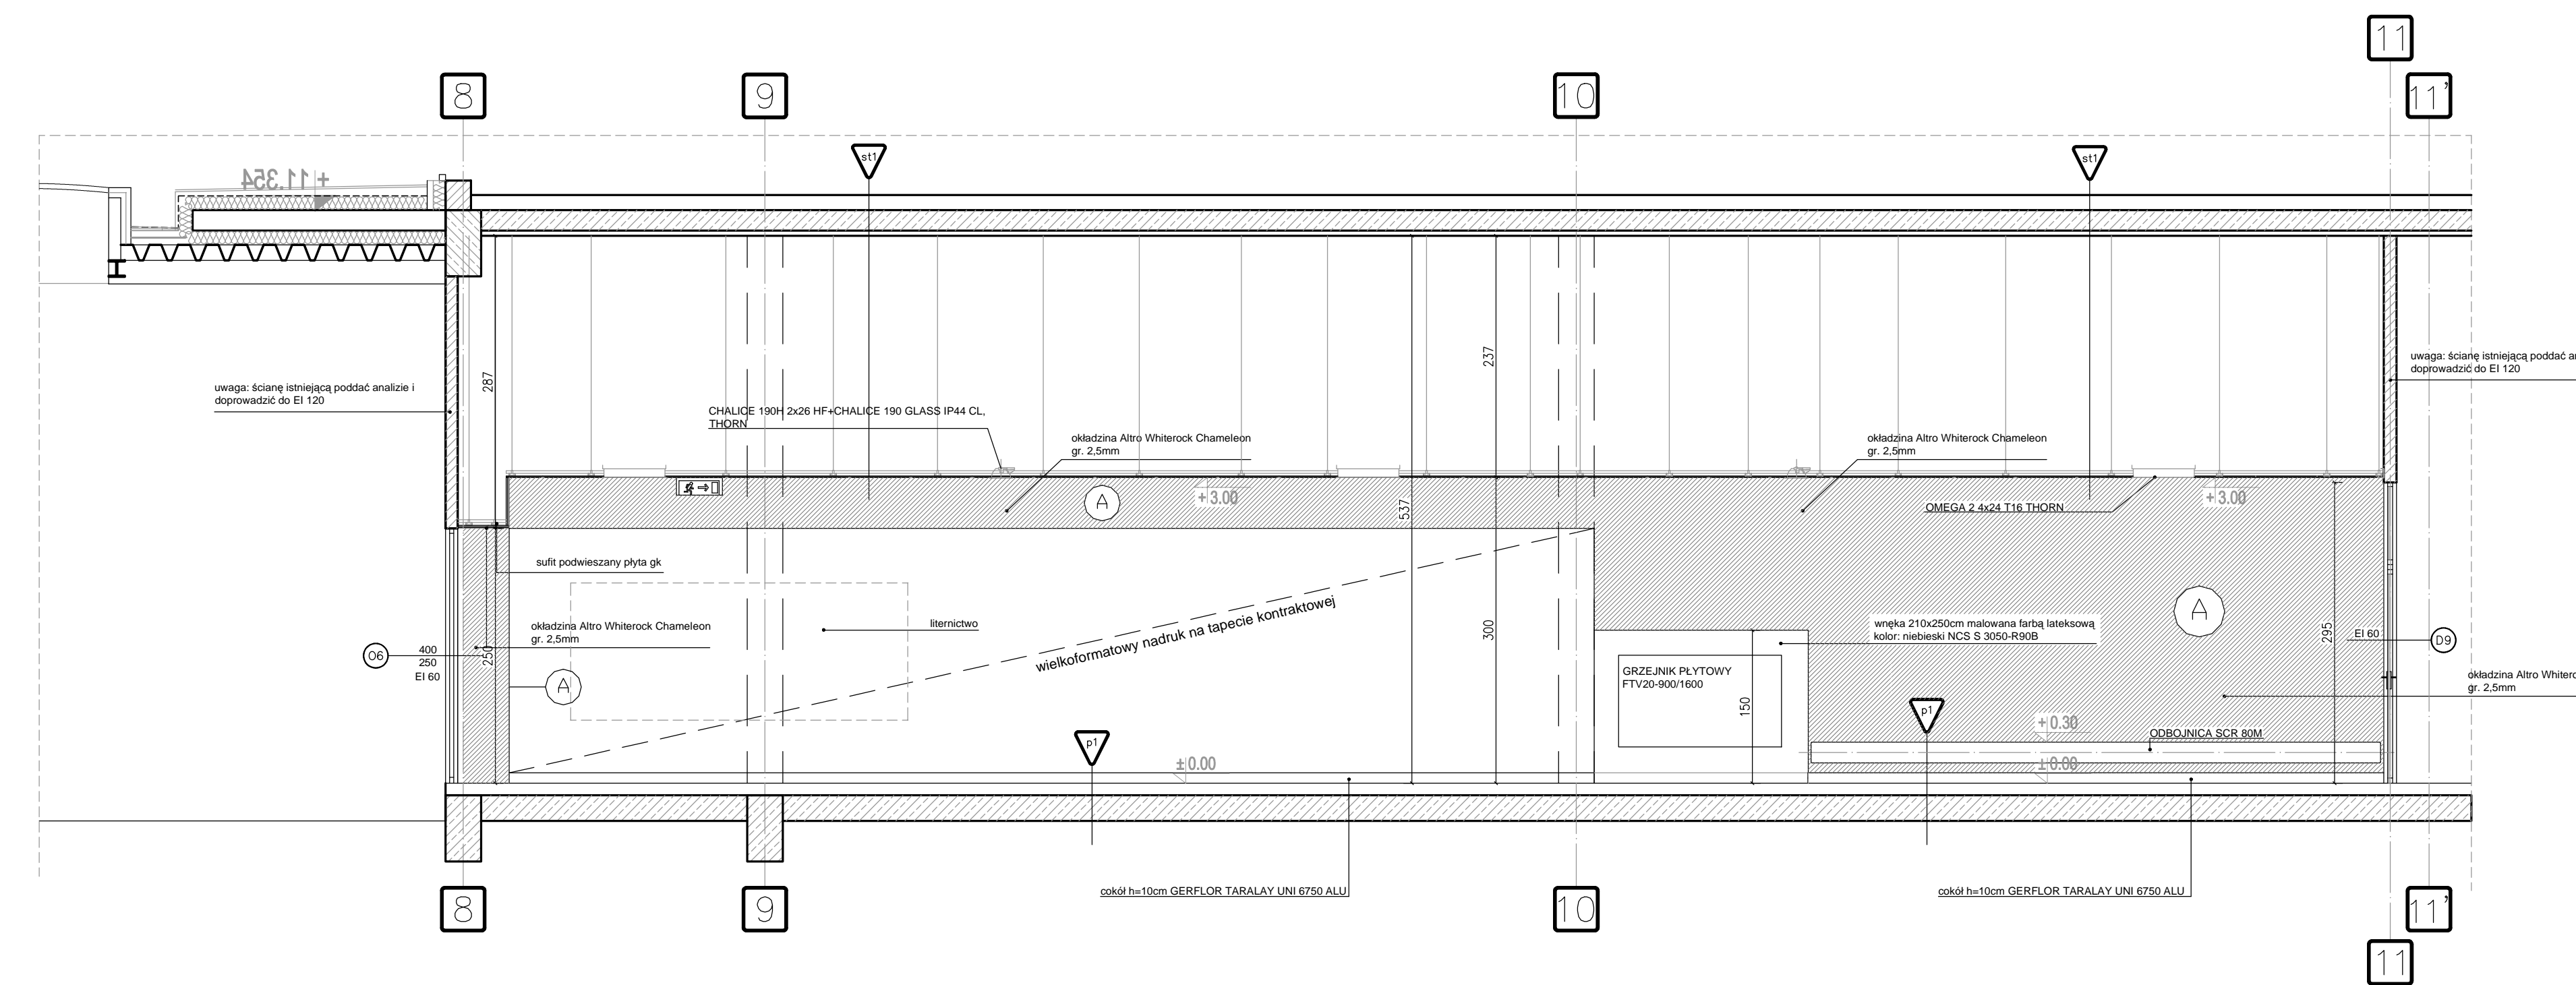 11
8
9
10
11'
st1
st1
+11.354
uwaga: ścianę istniejącą poddać analizie i
doprowadzić do EI 120
287
237
uwaga: ścianę istniejącą poddać
doprowadzić do EI 120
CHALICE 190H 2x26 HF+CHALICE 190 GLASS IP44 CL,
THORN
okładzina Altro Whiterock Chameleon
gr. 2,5mm
okładzina Altro Whiterock Chameleon
gr. 2,5mm
A
+3.00
537
OMEGA 2 4x24 T16 THORN
+3.00
sufit podwieszany płyta gk
okładzina Altro Whiterock Chameleon
gr. 2,5mm
liternictwo
wielkoformatowy nadruk na tapecie kontraktowej
300
wnęka 210x250cm malowana farbą lateksową
kolor: niebieski NCS S 3050-R90B
A
295
EI 60
D9
06
400
250
EI 60
250
A
GRZEJNIK PŁYTOWY
FTV20-900/1600
150
okładzina Altro
gr. 2,5mm
p1
p1
+0.30
ODBOJNICA SCR 80M
±0.00
±0.00
cokół h=10cm GERFLOR TARALAY UNI 6750 ALU
cokół h=10cm GERFLOR TARALAY UNI 6750 ALU
8
9
10
11'
11